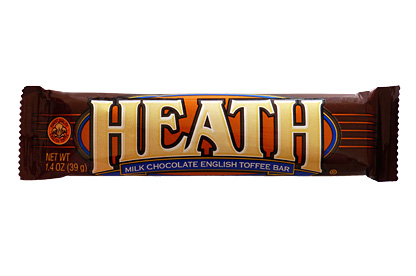 HEATH
MILK CHOCOLATE ENGLISH TOFFEE BAR
NET WT
1.4 OZ (39 g)
®